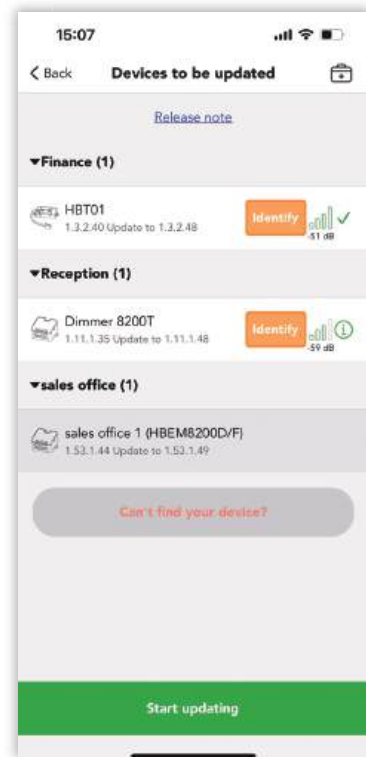 15:07
Back Devices to be updated
Release note
Finance (1)
HBT01
1.3.2.40 Update to 1.3.2.48
Identify
-51 dB
Reception (1)
Dimmer 8200T
1.11.1.35 Update to 1.11.1.48
Identify
-59 dB
sales office (1)
sales office 1 (HBEM8200D/F)
1.53.1.44 Update to 1.53.1.49
Can't find your device?
Start updating